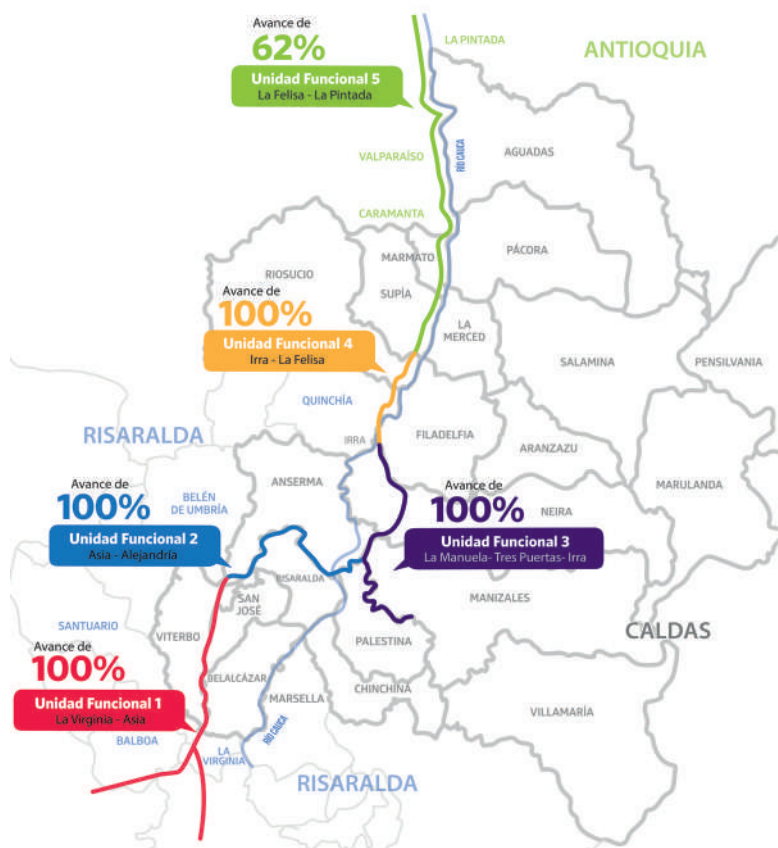 Avance de
62%
Unidad Funcional 5
La Felisa - La Pintada
LA PINTADA
ANTIOQUIA
RÍO CAUCA
AGUADAS
VALPARAÍSO
CARAMANTA
MARMATO
PÁCORA
RIOSUCIO
SUPÍA
Avance de
100%
Unidad Funcional 4
Irra - La Felisa
LA
MERCED
SALAMINA
PENSILVANIA
QUINCHÍA
RISARALDA
IRRA
FILADELFIA
ARANZAZU
MARULANDA
Avance de
100%
Unidad Funcional 2
Asia - Alejandría
BELÉN
DE UMBRÍA
ANSERMA
Avance de
100%
Unidad Funcional 3
La Manuela- Tres Puertas- Irra
NEIRA
RISARALDA
SAN
JOSÉ
MANIZALES
SANTUARIO
VITERBO
PALESTINA
CALDAS
Avance de
100%
Unidad Funcional 1
La Virginia - Asia
BELALCÁZAR
MARSELLA
CHINCHINÁ
VILLAMARÍA
BALBOA
LA
VIRGINIA
RÍO CAUCA
RISARALDA